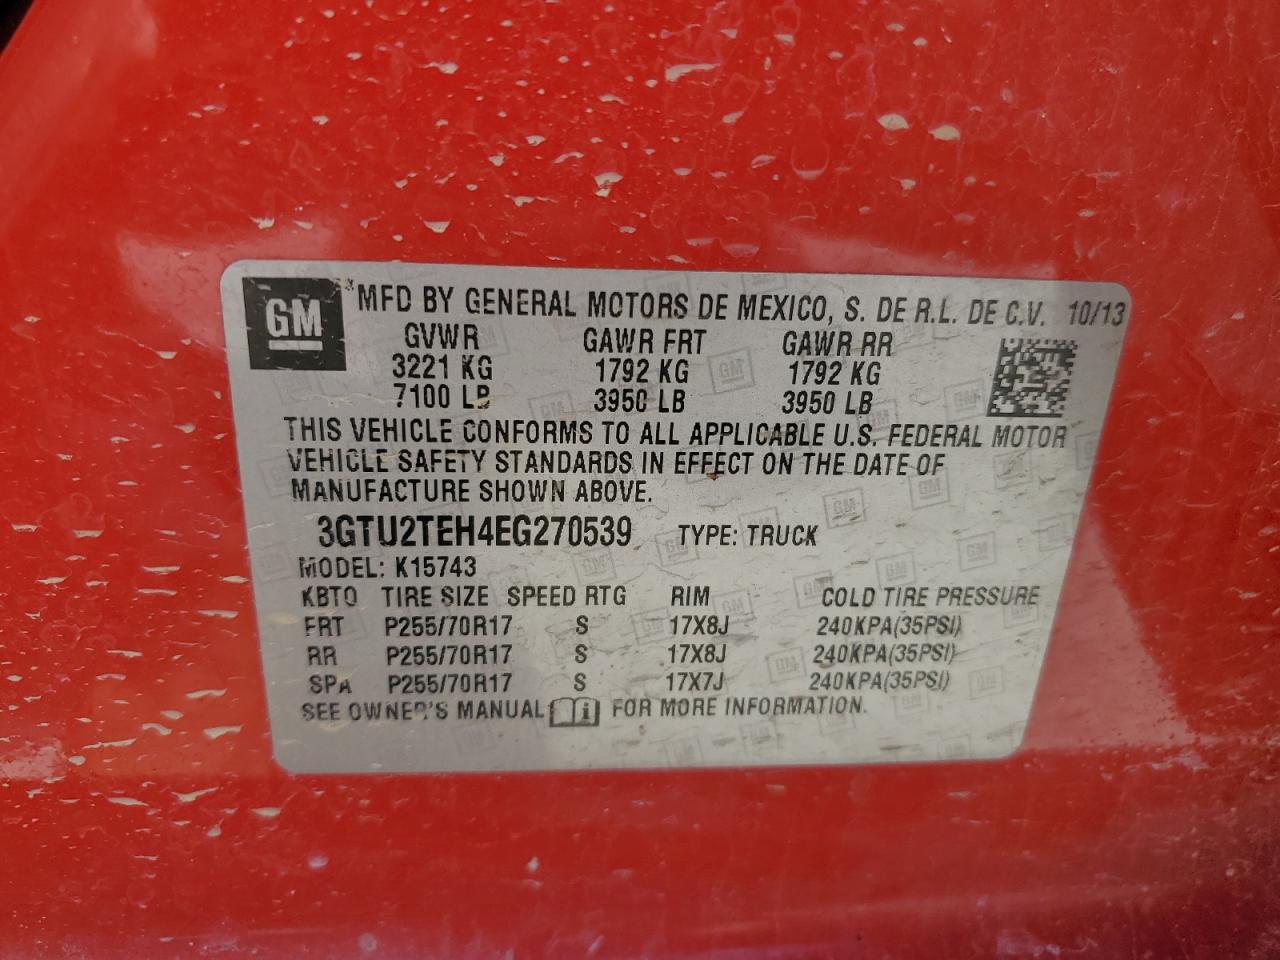 GM MFD BY GENERAL MOTORS DE MEXICO, S. DE R.L. DE C.V. 10/13
GVWR GAWR FRT GAWR RR
3221 KG 1792 KG 1792 KG
7100 LB 3950 LB 3950 LB
THIS VEHICLE CONFORMS TO ALL APPLICABLE U.S. FEDERAL MOTOR
VEHICLE SAFETY STANDARDS IN EFFECT ON THE DATE OF
MANUFACTURE SHOWN ABOVE.
3GTU2TEH4EG270539 TYPE: TRUCK
MODEL: K15743
KBTQ TIRE SIZE SPEED RTG RIM COLD TIRE PRESSURE
FRT P255/70R17 S 17X8J 240KPA(35PSI)
RR P255/70R17 S 17X8J 240KPA(35PSI)
SPA P255/70R17 S 17X7J 240KPA(35PSI)
SEE OWNER'S MANUAL FOR MORE INFORMATION.